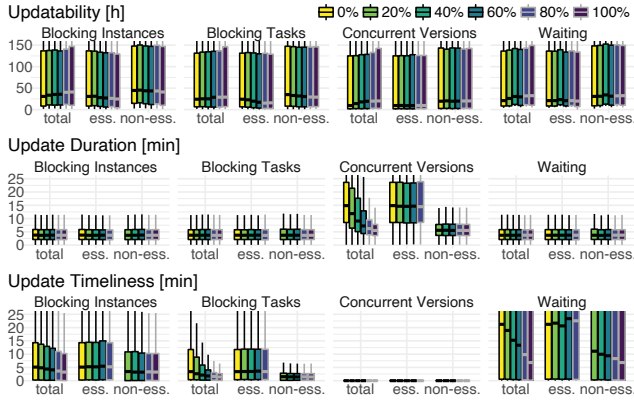 Updatability [h]
0% 20% 40% 60% 80% 100%
Blocking Instances Blocking Tasks Concurrent Versions Waiting
150
100
50
0
total ess. non-ess. total ess. non-ess. total ess. non-ess. total ess. non-ess.
Update Duration [min]
Blocking Instances Blocking Tasks Concurrent Versions Waiting
25
20
15
10
5
0
total ess. non-ess. total ess. non-ess. total ess. non-ess. total ess. non-ess.
Update Timeliness [min]
Blocking Instances Blocking Tasks Concurrent Versions Waiting
25
20
15
10
5
0
total ess. non-ess. total ess. non-ess. total ess. non-ess. total ess. non-ess.